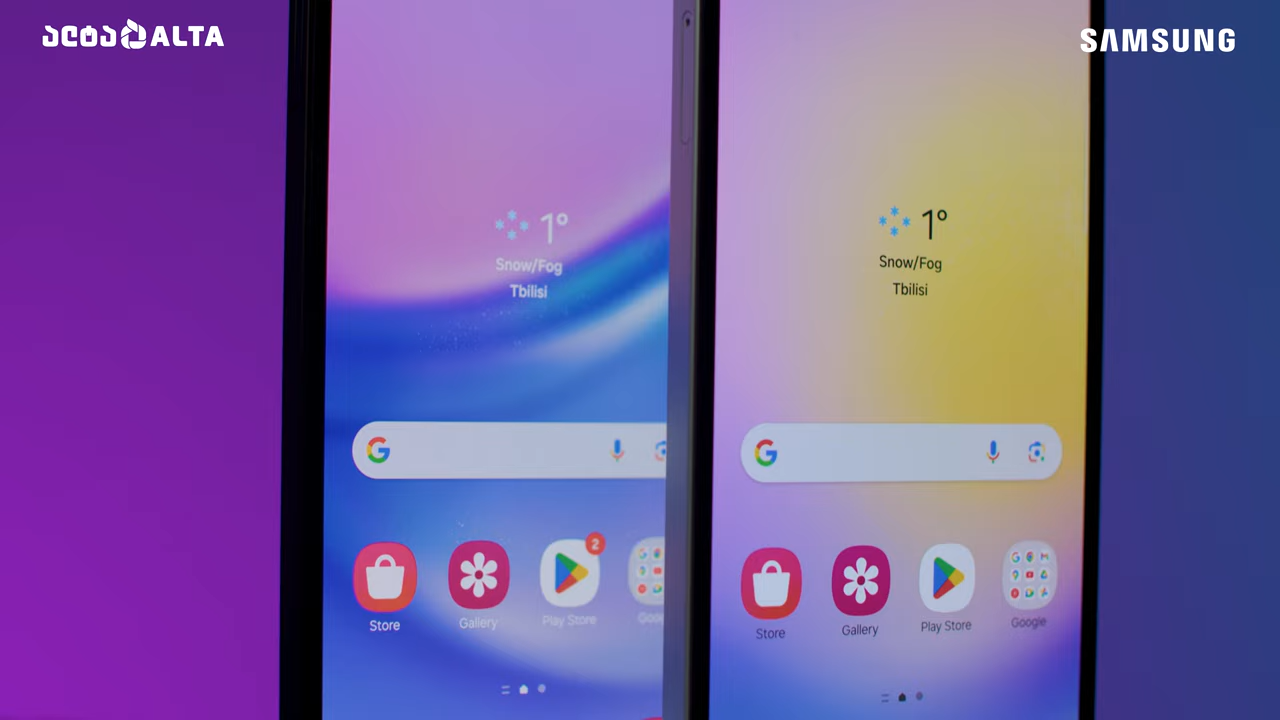 ალტა ALTA
SAMSUNG
1°
Snow/Fog
Tbilisi
G
2
Store
Gallery
Play Store
Goog
1°
Snow/Fog
Tbilisi
G
Store
Gallery
Play Store
Google